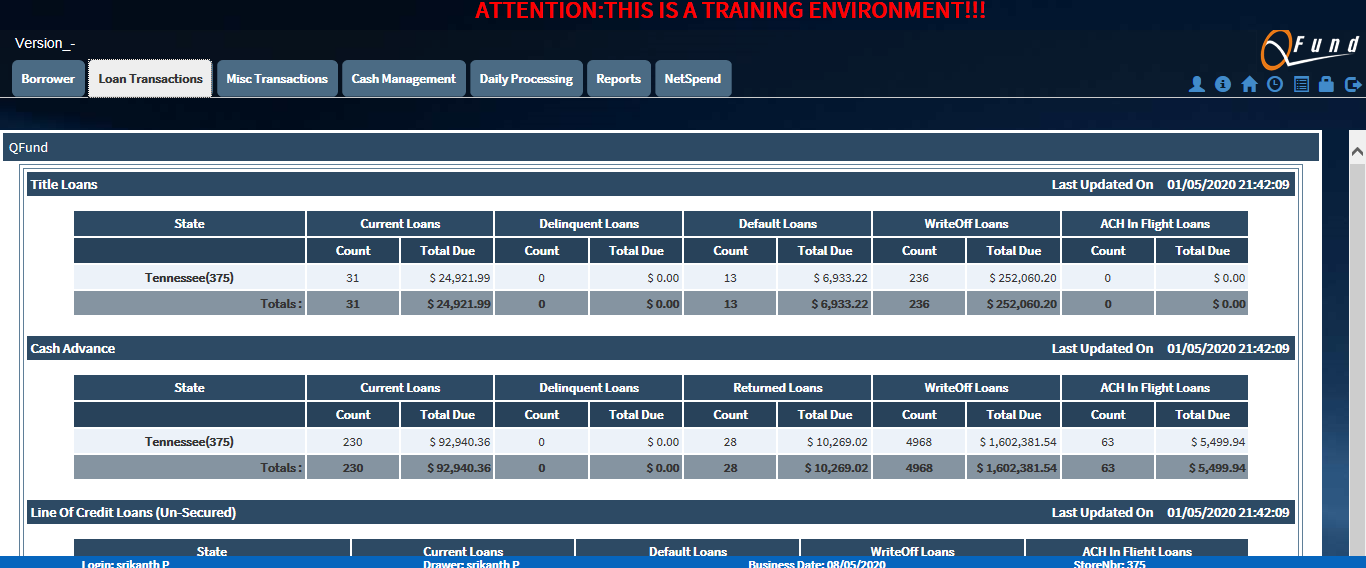 ATTENTION:THIS IS A TRAINING ENVIRONMENT!!!
Version_-
QFund
Borrower Loan Transactions Misc Transactions Cash Management Daily Processing Reports NetSpend
QFund
Title Loans Last Updated On 01/05/2020 21:42:09
State Current Loans Delinquent Loans Default Loans WriteOff Loans ACH In Flight Loans
Count Total Due Count Total Due Count Total Due Count Total Due Count Total Due
Tennessee(375) 31 $ 24,921.99 0 $ 0.00 13 $ 6,933.22 236 $ 252,060.20 0 $ 0.00
Totals : 31 $ 24,921.99 0 $ 0.00 13 $ 6,933.22 236 $ 252,060.20 0 $ 0.00
Cash Advance Last Updated On 01/05/2020 21:42:09
State Current Loans Delinquent Loans Returned Loans WriteOff Loans ACH In Flight Loans
Count Total Due Count Total Due Count Total Due Count Total Due Count Total Due
Tennessee(375) 230 $ 92,940.36 0 $ 0.00 28 $ 10,269.02 4968 $ 1,602,381.54 63 $ 5,499.94
Totals : 230 $ 92,940.36 0 $ 0.00 28 $ 10,269.02 4968 $ 1,602,381.54 63 $ 5,499.94
Line Of Credit Loans (Un-Secured) Last Updated On 01/05/2020 21:42:09
State Current Loans Default Loans WriteOff Loans ACH In Flight Loans
Login: srikanth P Drawer: srikanth P Business Date: 08/05/2020 StoreNbr: 375